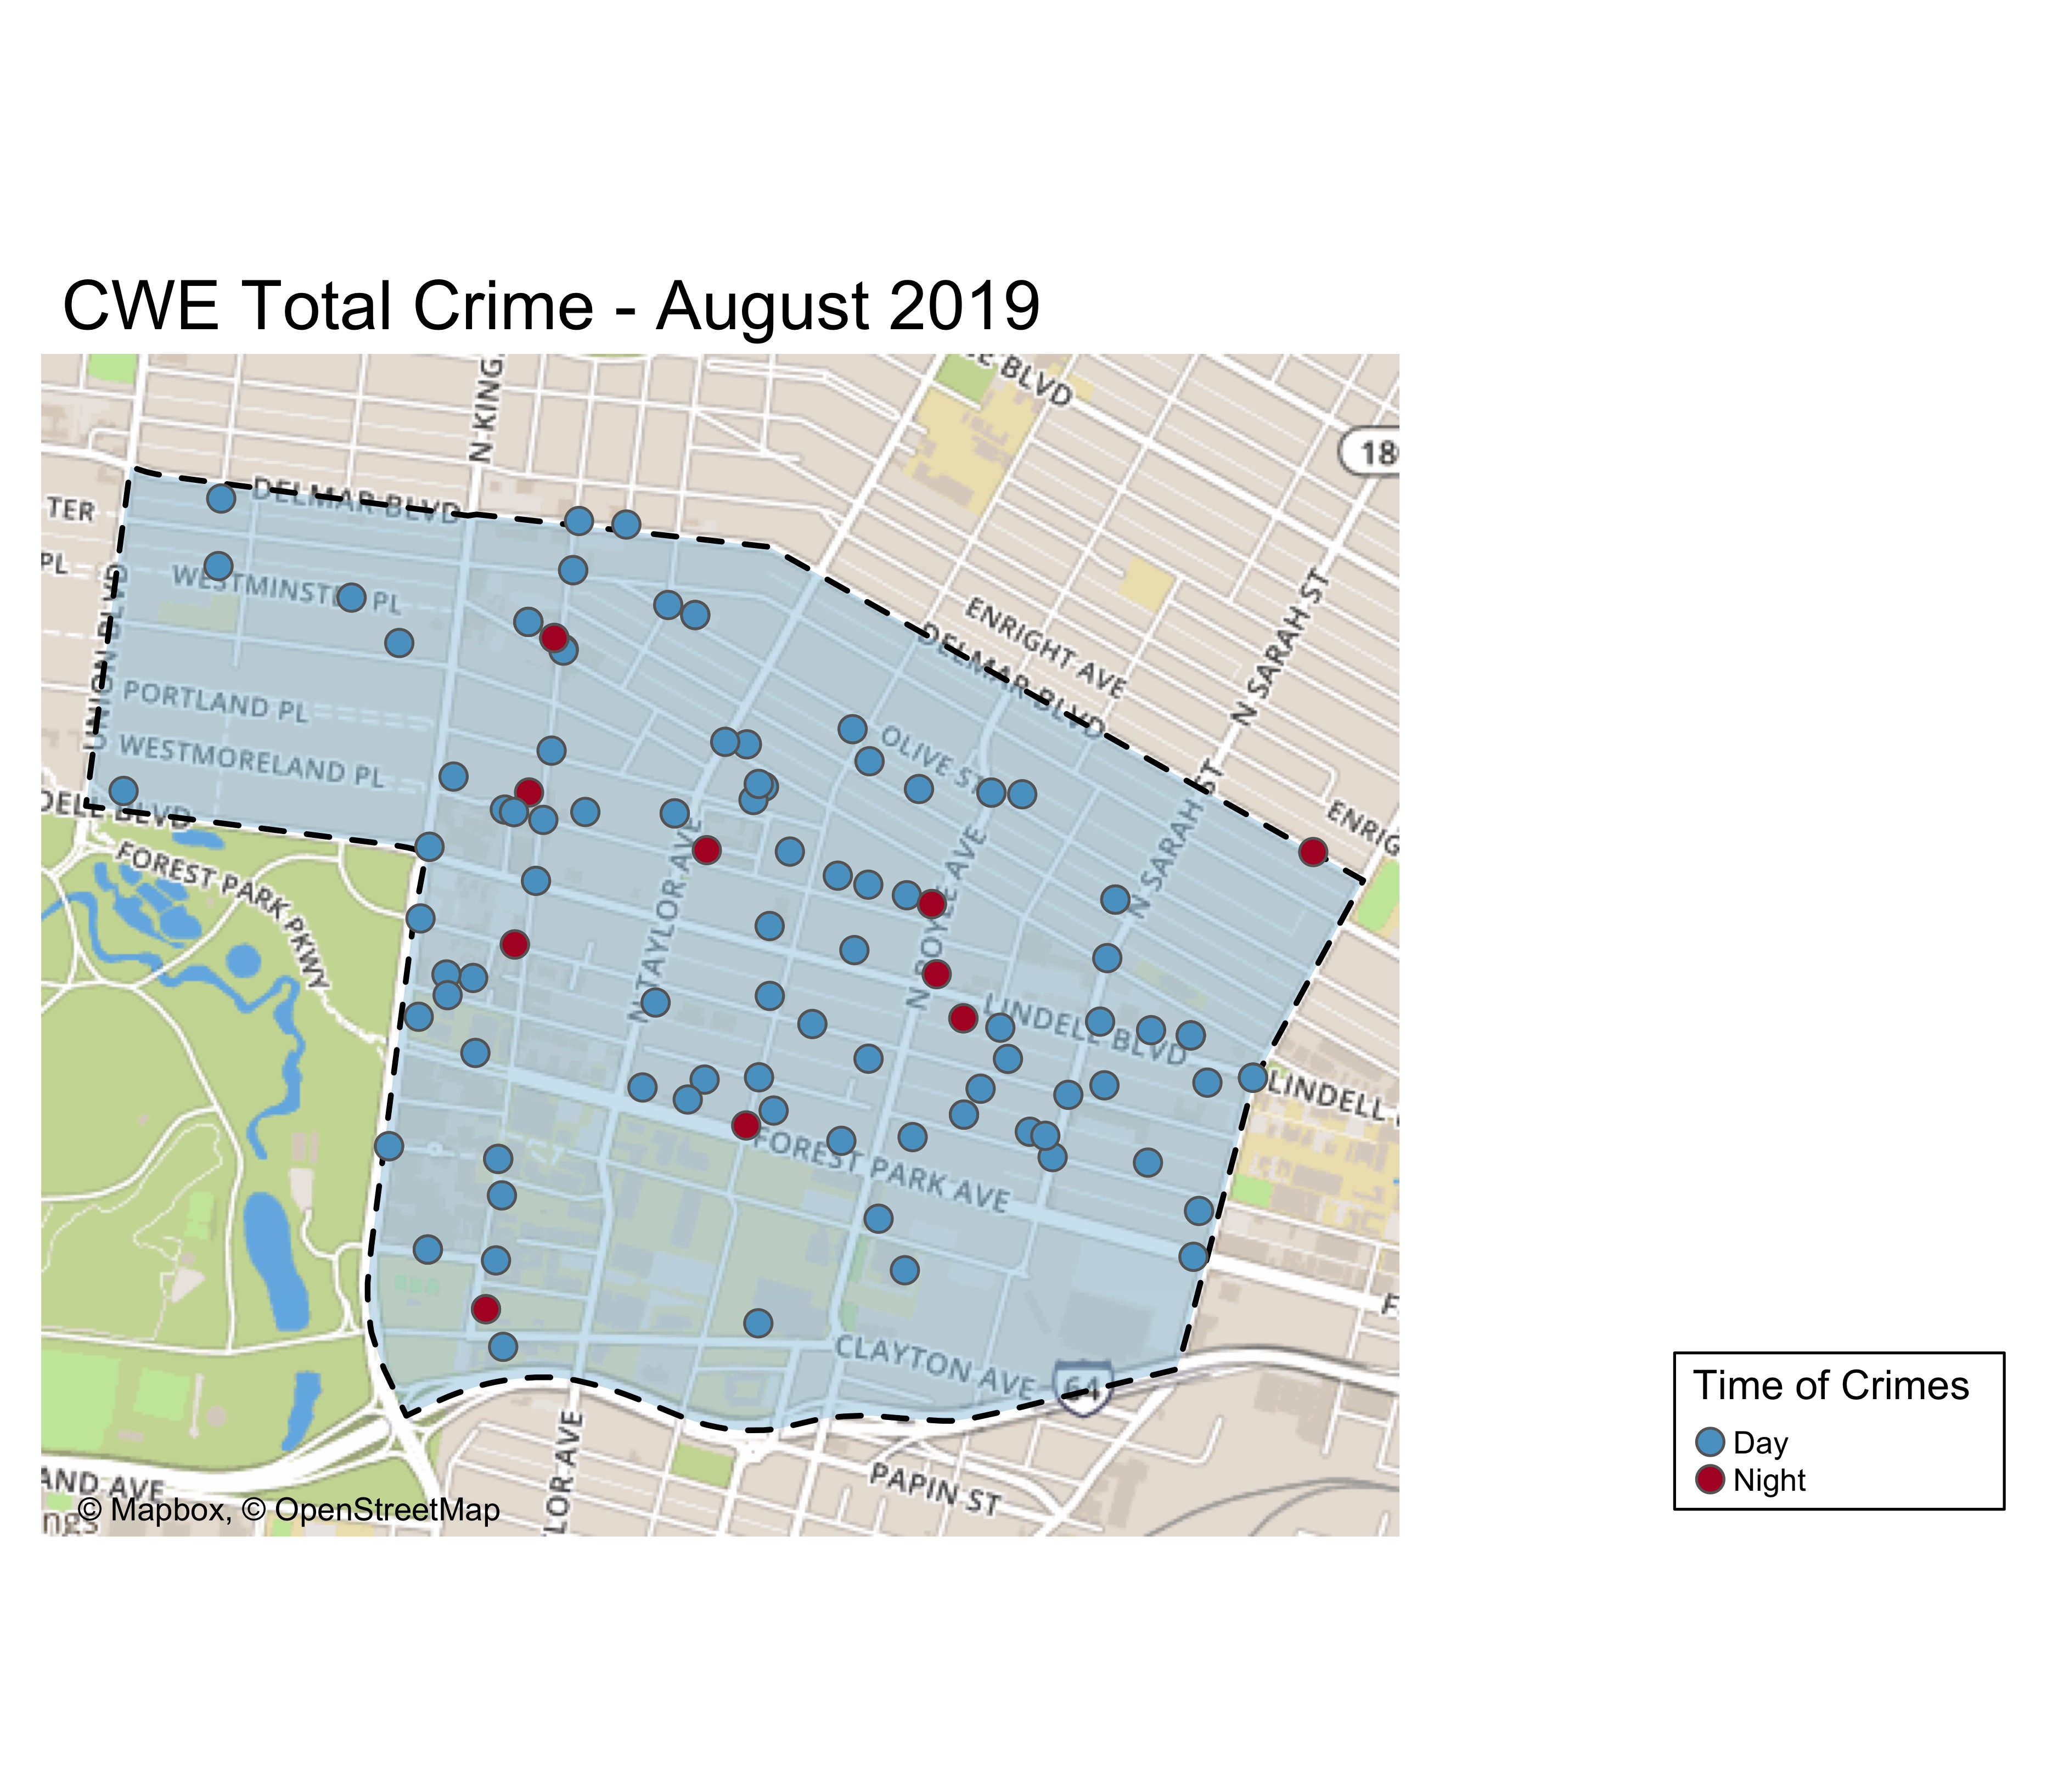 CWE Total Crime - August 2019
N KING
BLVD
18
TER
DELMAR BLVD
PL
WESTMINSTE PL
ENRIGHT AVE
N SARAH ST
UNION BLVD
DELMAR BLVD
PORTLAND PL
WESTMORELAND PL
OLIVE ST
DELL BLVD
ENRIG
FOREST PARK PKWY
N TAYLOR AVE
N BOYLE AVE
N SARAH ST
LINDELL BLVD
LINDELL
FOREST PARK AVE
F
CLAYTON AVE
64
LOR AVE
PAPIN ST
AND AVE
ngs
© Mapbox, © OpenStreetMap
Time of Crimes
Day
Night